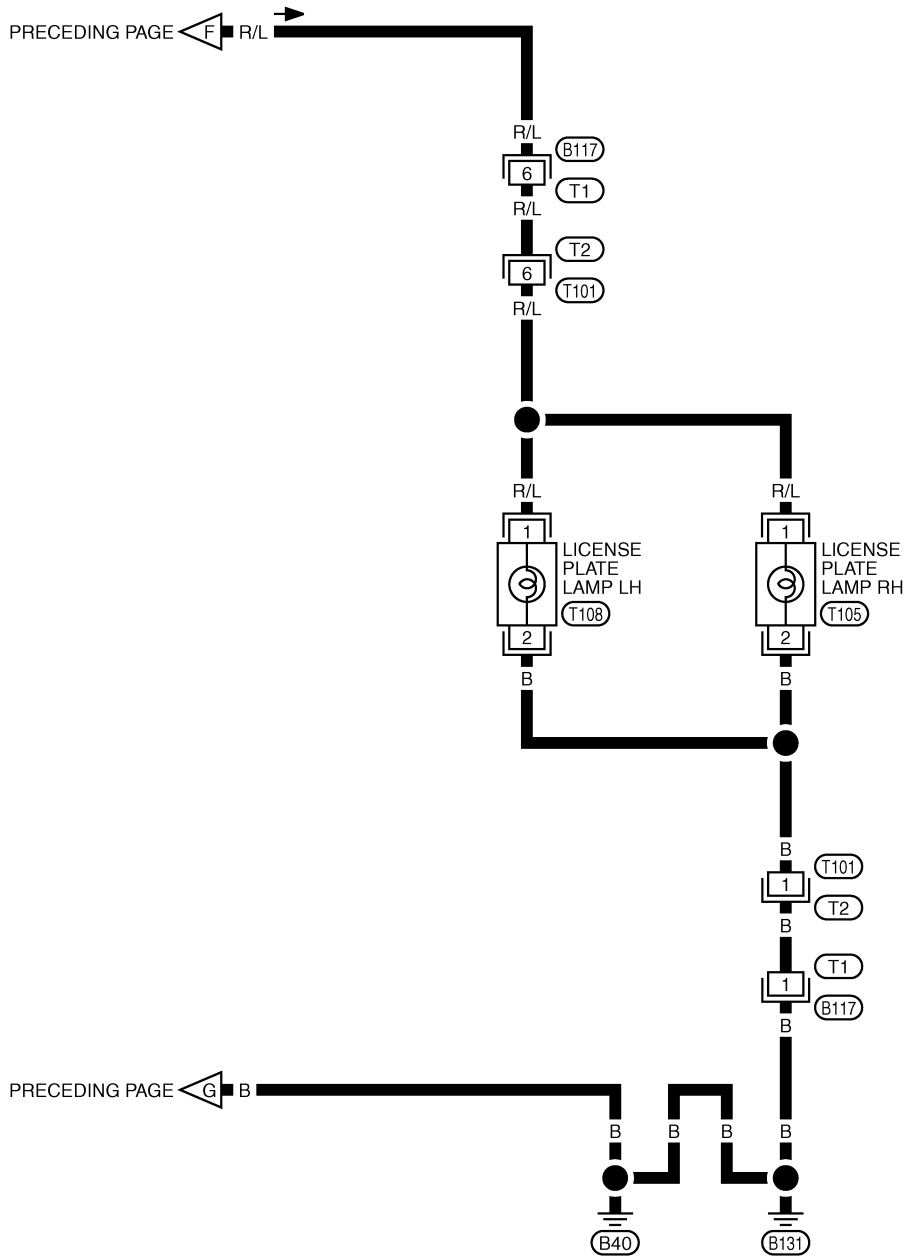 PRECEDING PAGE F R/L
R/L
B117
6
T1
R/L
T2
6
T101
R/L
R/L R/L
1 1
LICENSE PLATE LAMP LH
T108
LICENSE PLATE LAMP RH
T105
2 2
B B
B
T101
1
T2
B
T1
1
B117
B
PRECEDING PAGE G B
B B B B
B40 B131